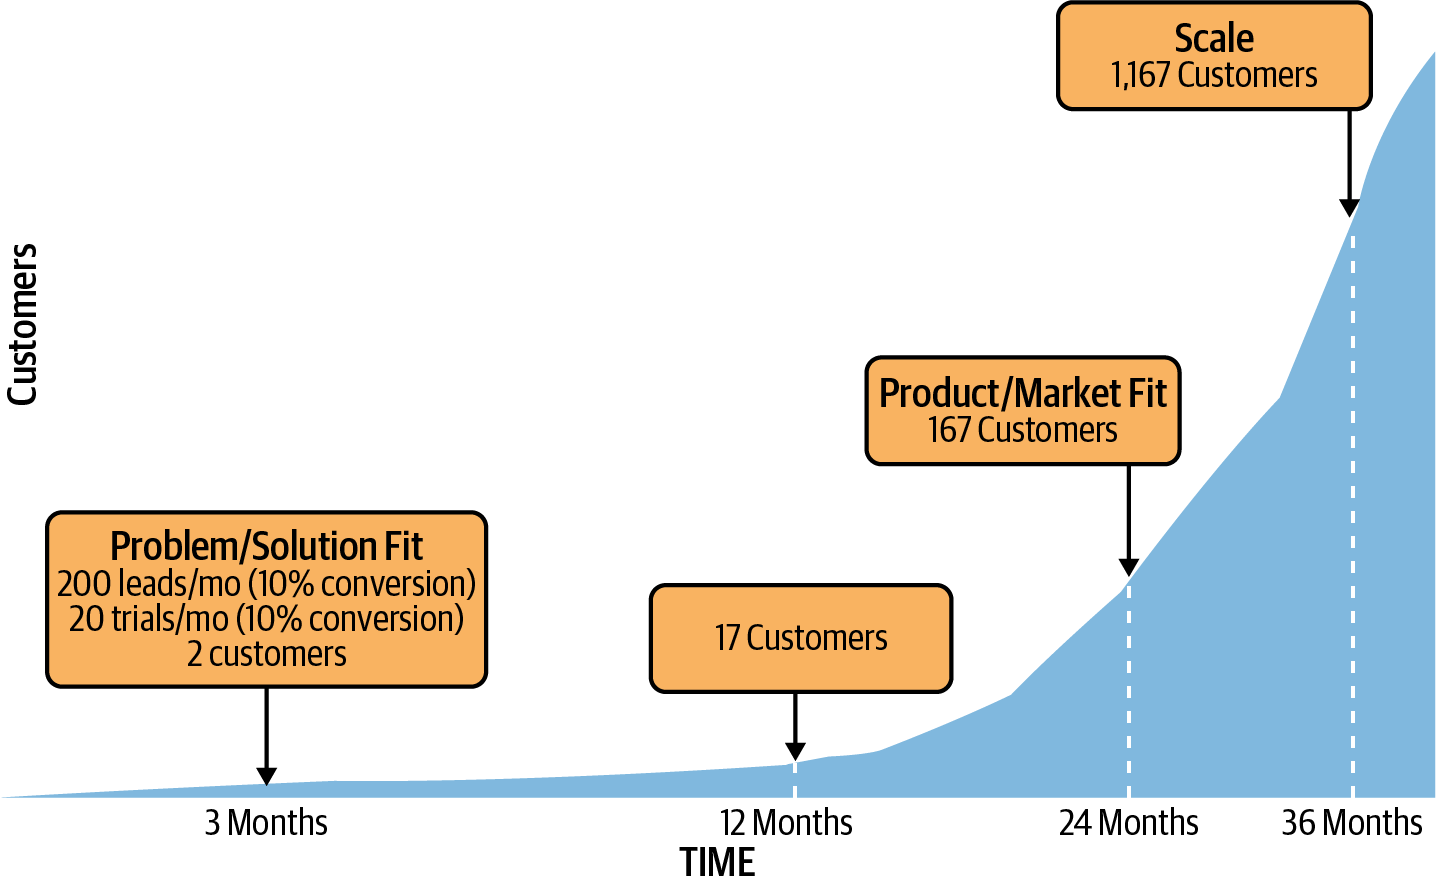 Scale
1,167 Customers
Customers
Product/Market Fit
167 Customers
Problem/Solution Fit
200 leads/mo (10% conversion)
20 trials/mo (10% conversion)
2 customers
17 Customers
3 Months
12 Months
24 Months
36 Months
TIME